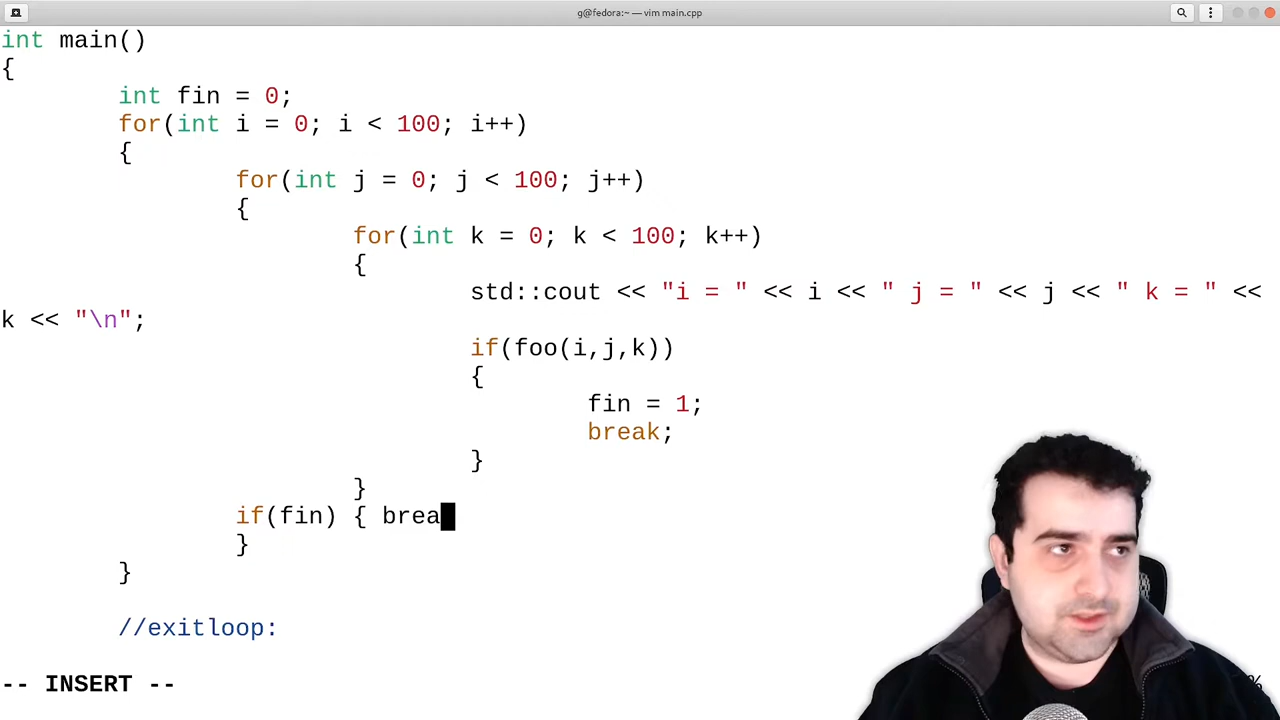 g@fedora:~ — vim main.cpp
int main()
{
int fin = 0;
for(int i = 0; i < 100; i++)
{
for(int j = 0; j < 100; j++)
{
for(int k = 0; k < 100; k++)
{
std::cout << "i = " << i << " j = " << j << " k = " <<
k << "\n";
if(foo(i,j,k))
{
fin = 1;
break;
}
}
if(fin) { brea
}
}
//exitloop:
-- INSERT --